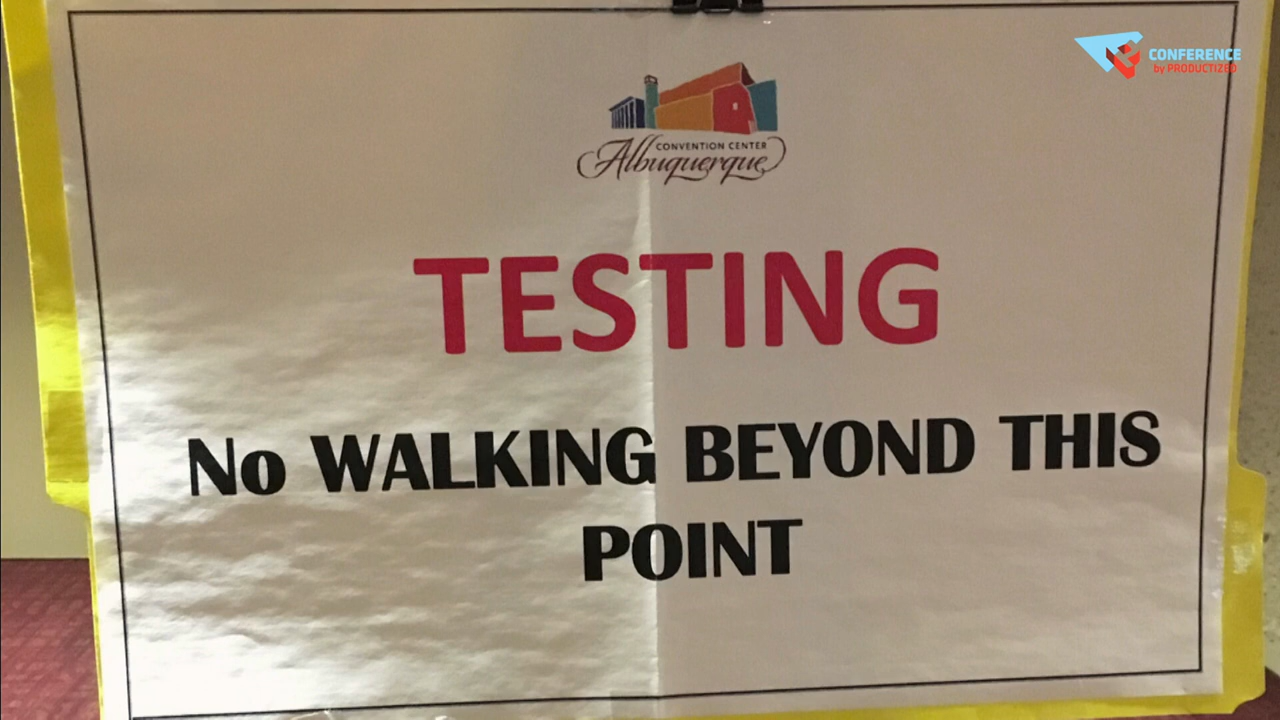 CONFERENCE
by PRODUCTIZED
CONVENTION CENTER
Albuquerque
TESTING
No WALKING BEYOND THIS
POINT